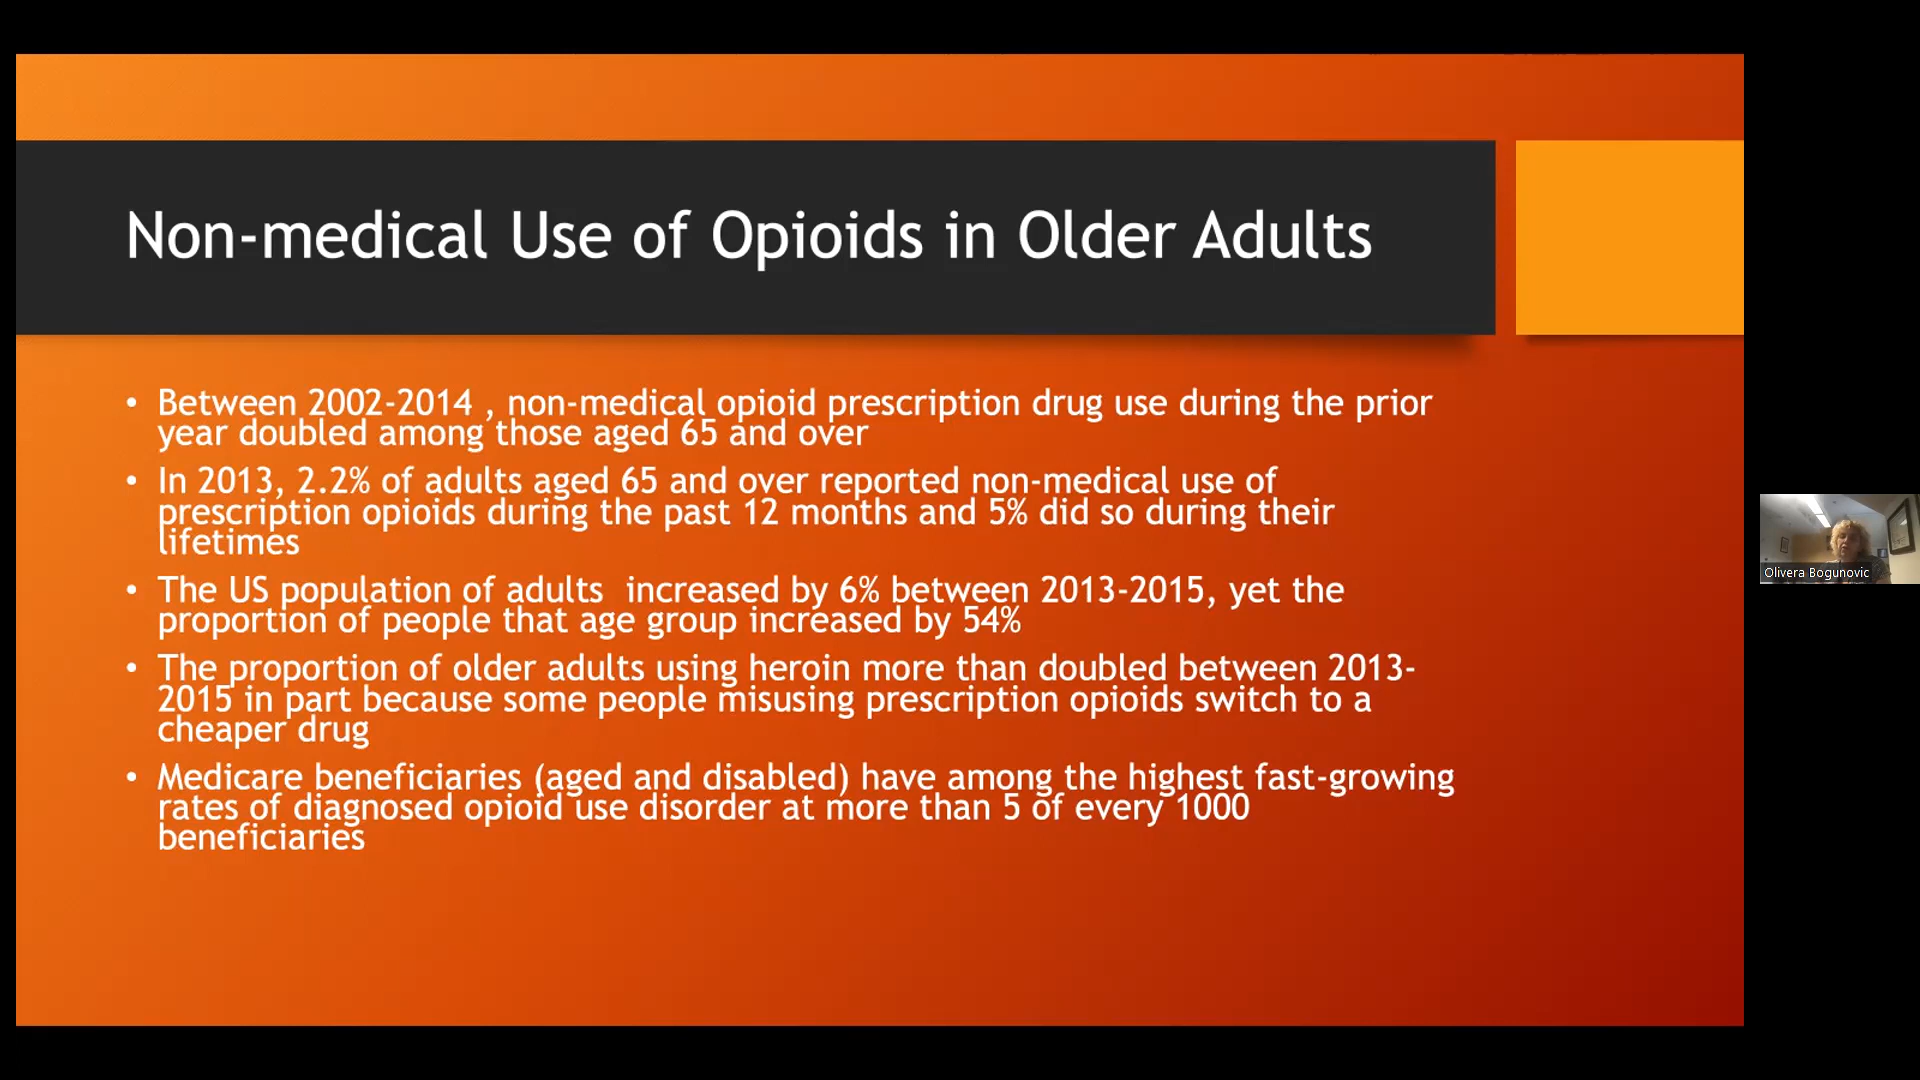 Non-medical Use of Opioids in Older Adults
• Between 2002-2014 , non-medical opioid prescription drug use during the prior
year doubled among those aged 65 and over
• In 2013, 2.2% of adults aged 65 and over reported non-medical use of
prescription opioids during the past 12 months and 5% did so during their
lifetimes
• The US population of adults  increased by 6% between 2013-2015, yet the
proportion of people that age group increased by 54%
• The proportion of older adults using heroin more than doubled between 2013-
2015 in part because some people misusing prescription opioids switch to a
cheaper drug
• Medicare beneficiaries (aged and disabled) have among the highest fast-growing
rates of diagnosed opioid use disorder at more than 5 of every 1000
beneficiaries
Olivera Bogunovic